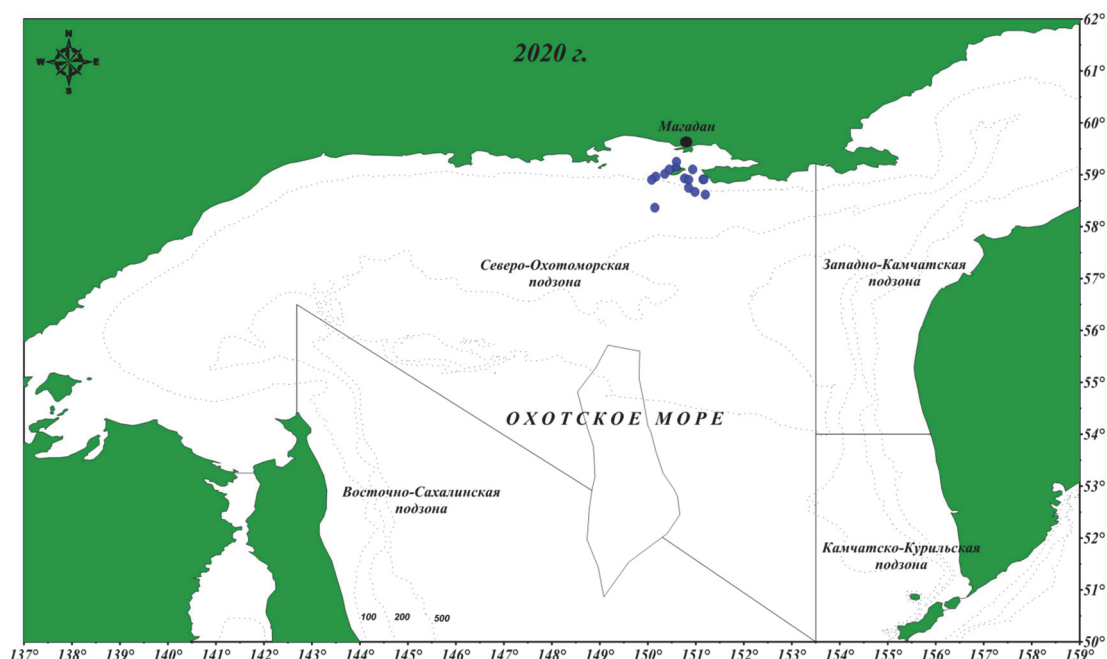 N
W E
S
2020 г.
62°
61°
60°
59°
58°
57°
56°
55°
54°
53°
52°
51°
50°
Магадан
Северо-Охотоморская
подзона
Западно-Камчатская
подзона
ОХОТСКОЕ МОРЕ
Восточно-Сахалинская
подзона
Камчатско-Курильская
подзона
100 200 500
137° 138° 139° 140° 141° 142° 143° 144° 145° 146° 147° 148° 149° 150° 151° 152° 153° 154° 155° 156° 157° 158° 159°